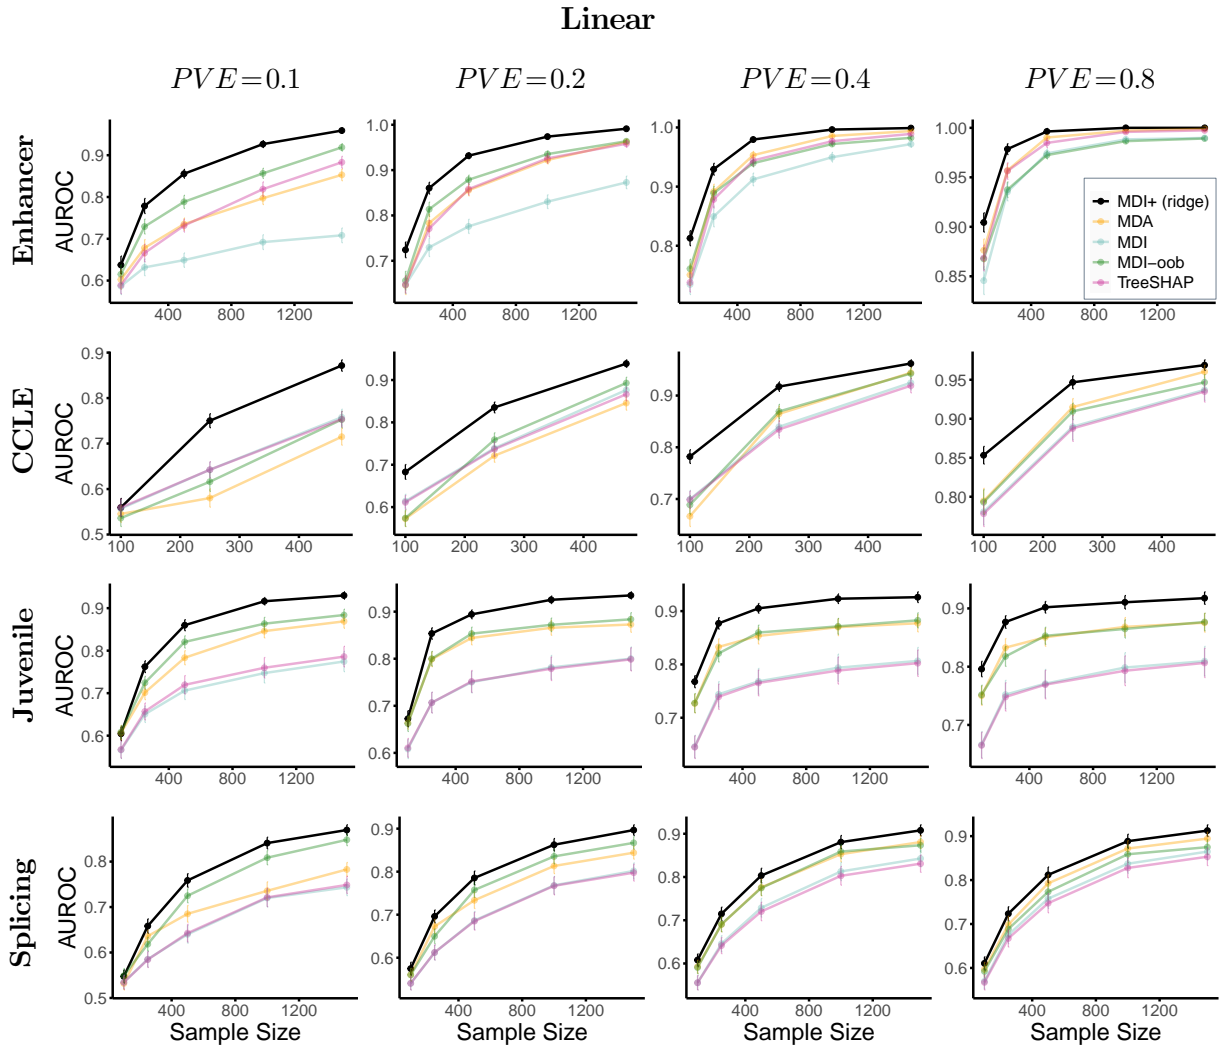 Linear
PVE=0.1 PVE=0.2 PVE=0.4 PVE=0.8
Enhancer
AUROC
0.9
0.8
0.7
0.6
400 800 1200
1.0
0.9
0.8
0.7
400 800 1200
1.0
0.9
0.8
400 800 1200
1.00
0.95
0.90
0.85
400 800 1200
MDI+ (ridge)
MDA
MDI
MDI-oob
TreeSHAP
CCLE
AUROC
0.9
0.8
0.7
0.6
0.5
100 200 300 400
0.9
0.8
0.7
0.6
100 200 300 400
0.9
0.8
0.7
100 200 300 400
0.95
0.90
0.85
0.80
100 200 300 400
Juvenile
AUROC
0.9
0.8
0.7
0.6
400 800 1200
0.9
0.8
0.7
0.6
400 800 1200
0.9
0.8
0.7
400 800 1200
0.9
0.8
0.7
400 800 1200
Splicing
AUROC
0.8
0.7
0.6
0.5
400 800 1200
Sample Size
0.9
0.8
0.7
0.6
0.5
400 800 1200
Sample Size
0.9
0.8
0.7
0.6
400 800 1200
Sample Size
0.9
0.8
0.7
0.6
400 800 1200
Sample Size